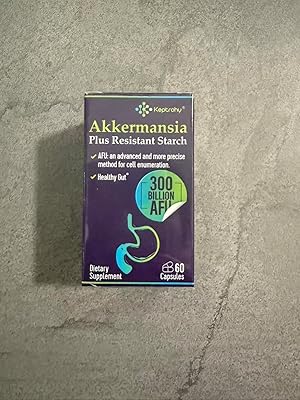 Keptrohy®
Akkermansia
Plus Resistant Starch
AFU: an advanced and more precise
method for cell enumeration.
Healthy Gut*
300
BILLION
AFU
Dietary
Supplement
60
Capsules